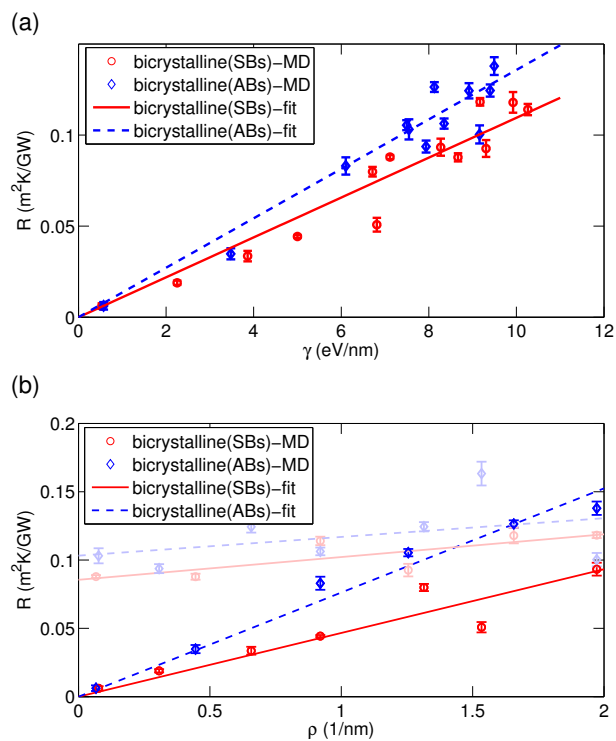 (a)
bicrystalline(SBs)−MD
bicrystalline(ABs)−MD
bicrystalline(SBs)−fit
bicrystalline(ABs)−fit
0.1
0.05
0
R (m²K/GW)
0 2 4 6 8 10 12
γ (eV/nm)
(b)
0.2
bicrystalline(SBs)−MD
bicrystalline(ABs)−MD
bicrystalline(SBs)−fit
bicrystalline(ABs)−fit
0.15
0.1
0.05
0
R (m²K/GW)
0 0.5 1 1.5 2
ρ (1/nm)